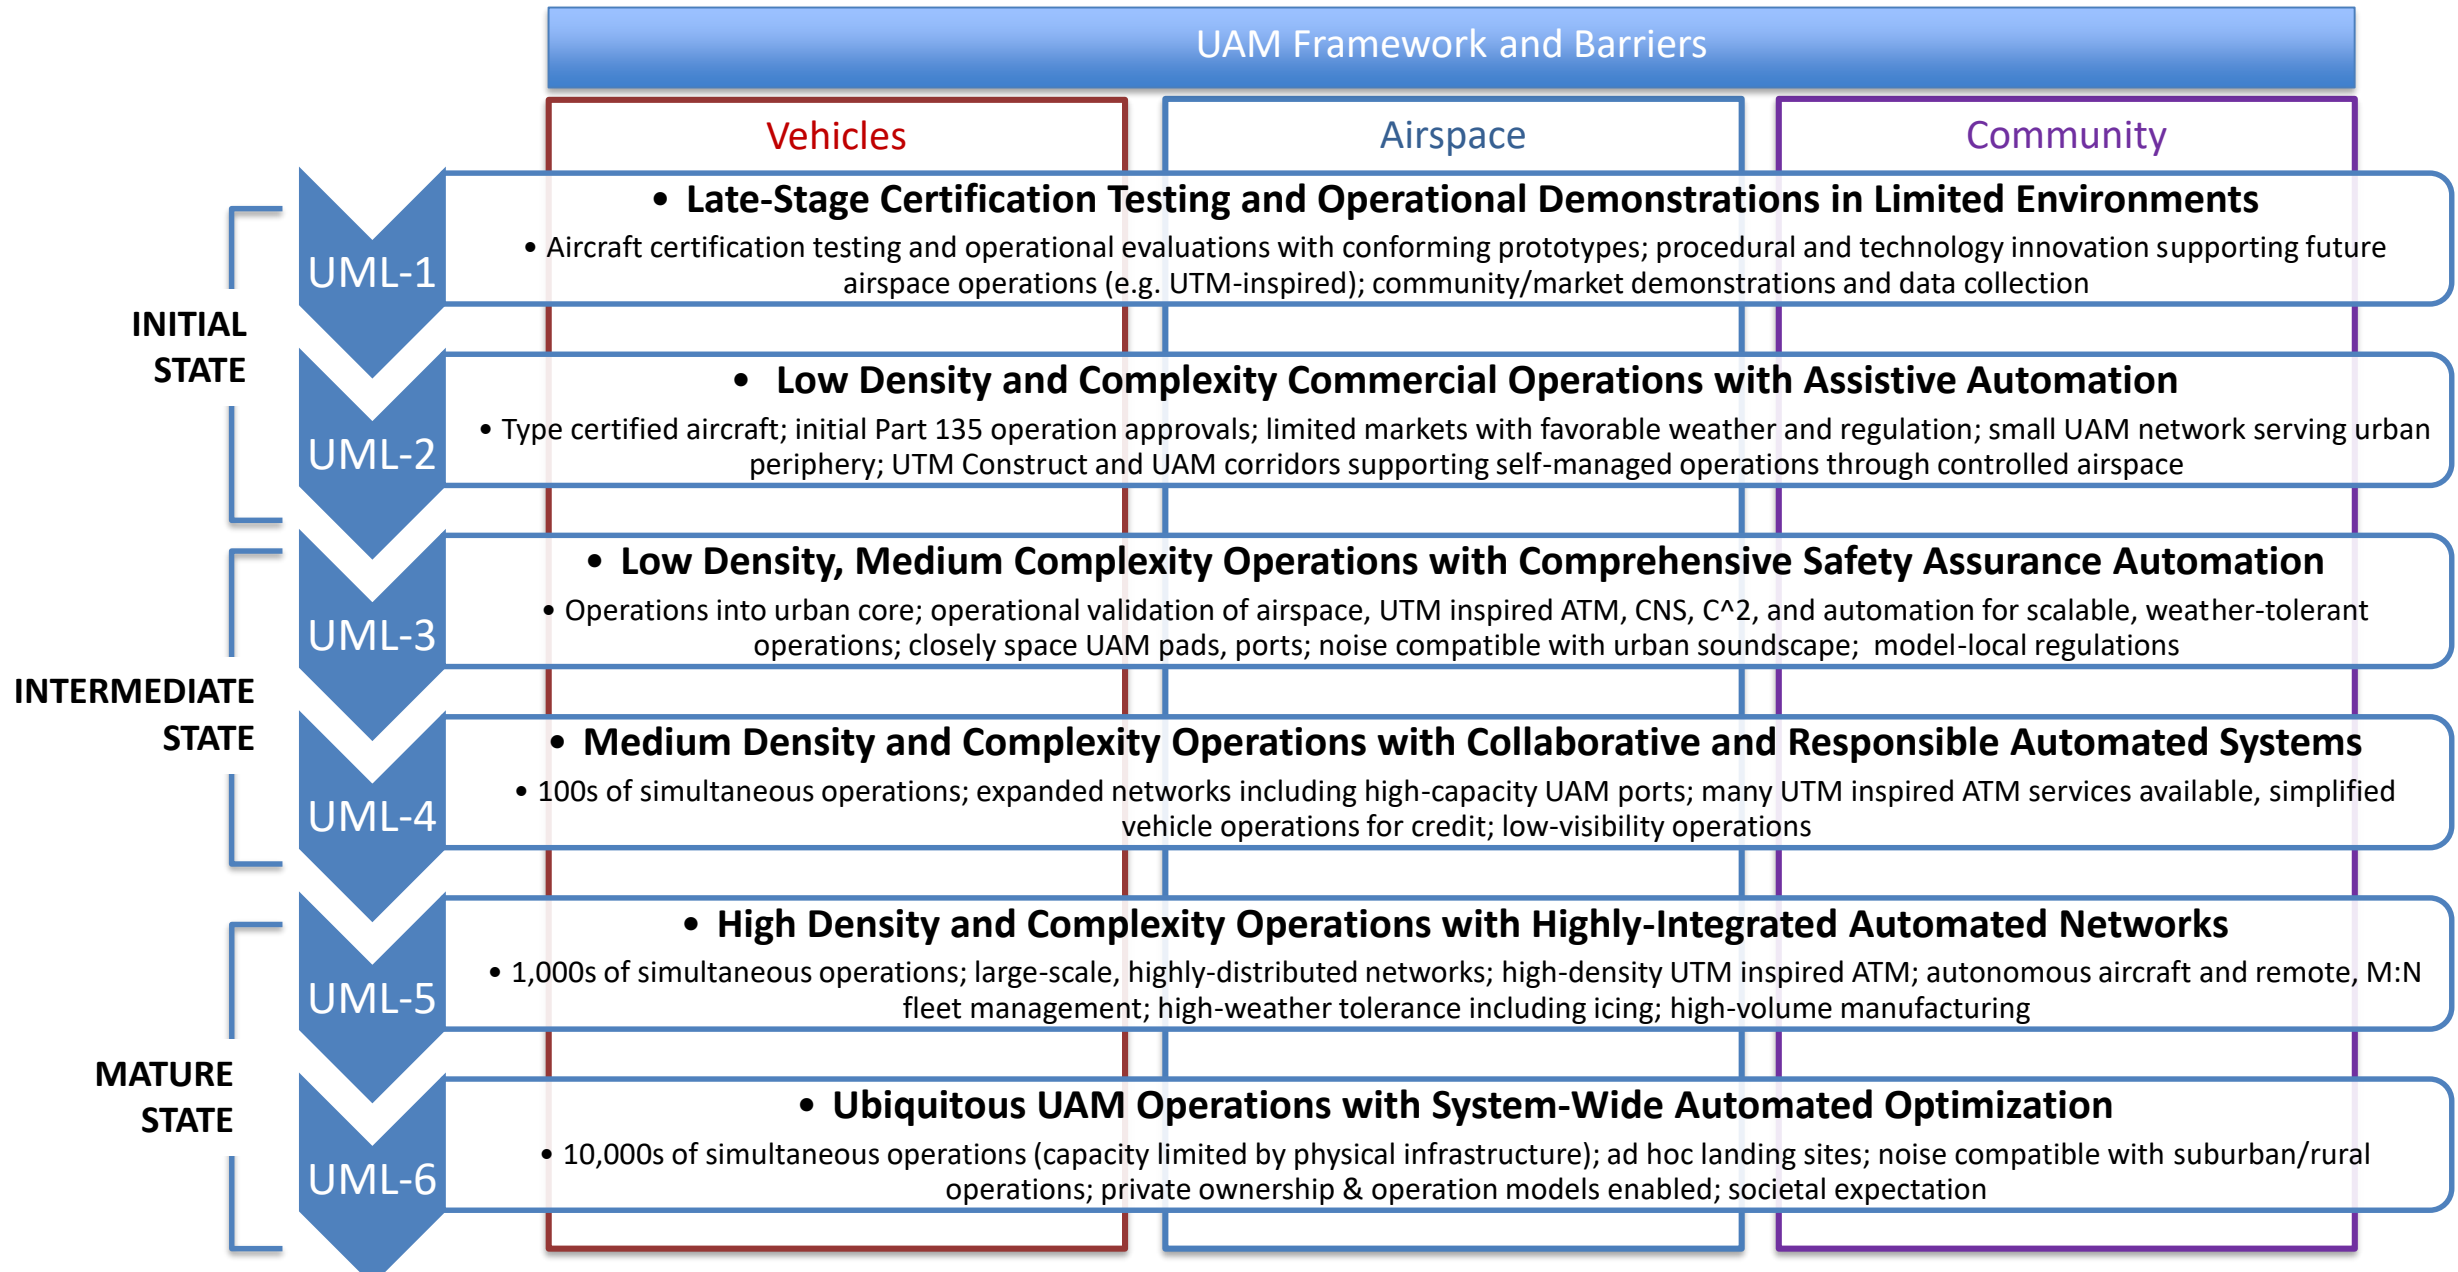 UAM Framework and Barriers
Vehicles
Airspace
Community
INITIAL
STATE
UML-1
• Late-Stage Certification Testing and Operational Demonstrations in Limited Environments
• Aircraft certification testing and operational evaluations with conforming prototypes; procedural and technology innovation supporting future
airspace operations (e.g. UTM-inspired); community/market demonstrations and data collection
UML-2
• Low Density and Complexity Commercial Operations with Assistive Automation
• Type certified aircraft; initial Part 135 operation approvals; limited markets with favorable weather and regulation; small UAM network serving urban
periphery; UTM Construct and UAM corridors supporting self-managed operations through controlled airspace
INTERMEDIATE
STATE
UML-3
• Low Density, Medium Complexity Operations with Comprehensive Safety Assurance Automation
• Operations into urban core; operational validation of airspace, UTM inspired ATM, CNS, C^2, and automation for scalable, weather-tolerant
operations; closely space UAM pads, ports; noise compatible with urban soundscape; model-local regulations
UML-4
• Medium Density and Complexity Operations with Collaborative and Responsible Automated Systems
• 100s of simultaneous operations; expanded networks including high-capacity UAM ports; many UTM inspired ATM services available, simplified
vehicle operations for credit; low-visibility operations
MATURE
STATE
UML-5
• High Density and Complexity Operations with Highly-Integrated Automated Networks
• 1,000s of simultaneous operations; large-scale, highly-distributed networks; high-density UTM inspired ATM; autonomous aircraft and remote, M:N
fleet management; high-weather tolerance including icing; high-volume manufacturing
UML-6
• Ubiquitous UAM Operations with System-Wide Automated Optimization
• 10,000s of simultaneous operations (capacity limited by physical infrastructure); ad hoc landing sites; noise compatible with suburban/rural
operations; private ownership & operation models enabled; societal expectation